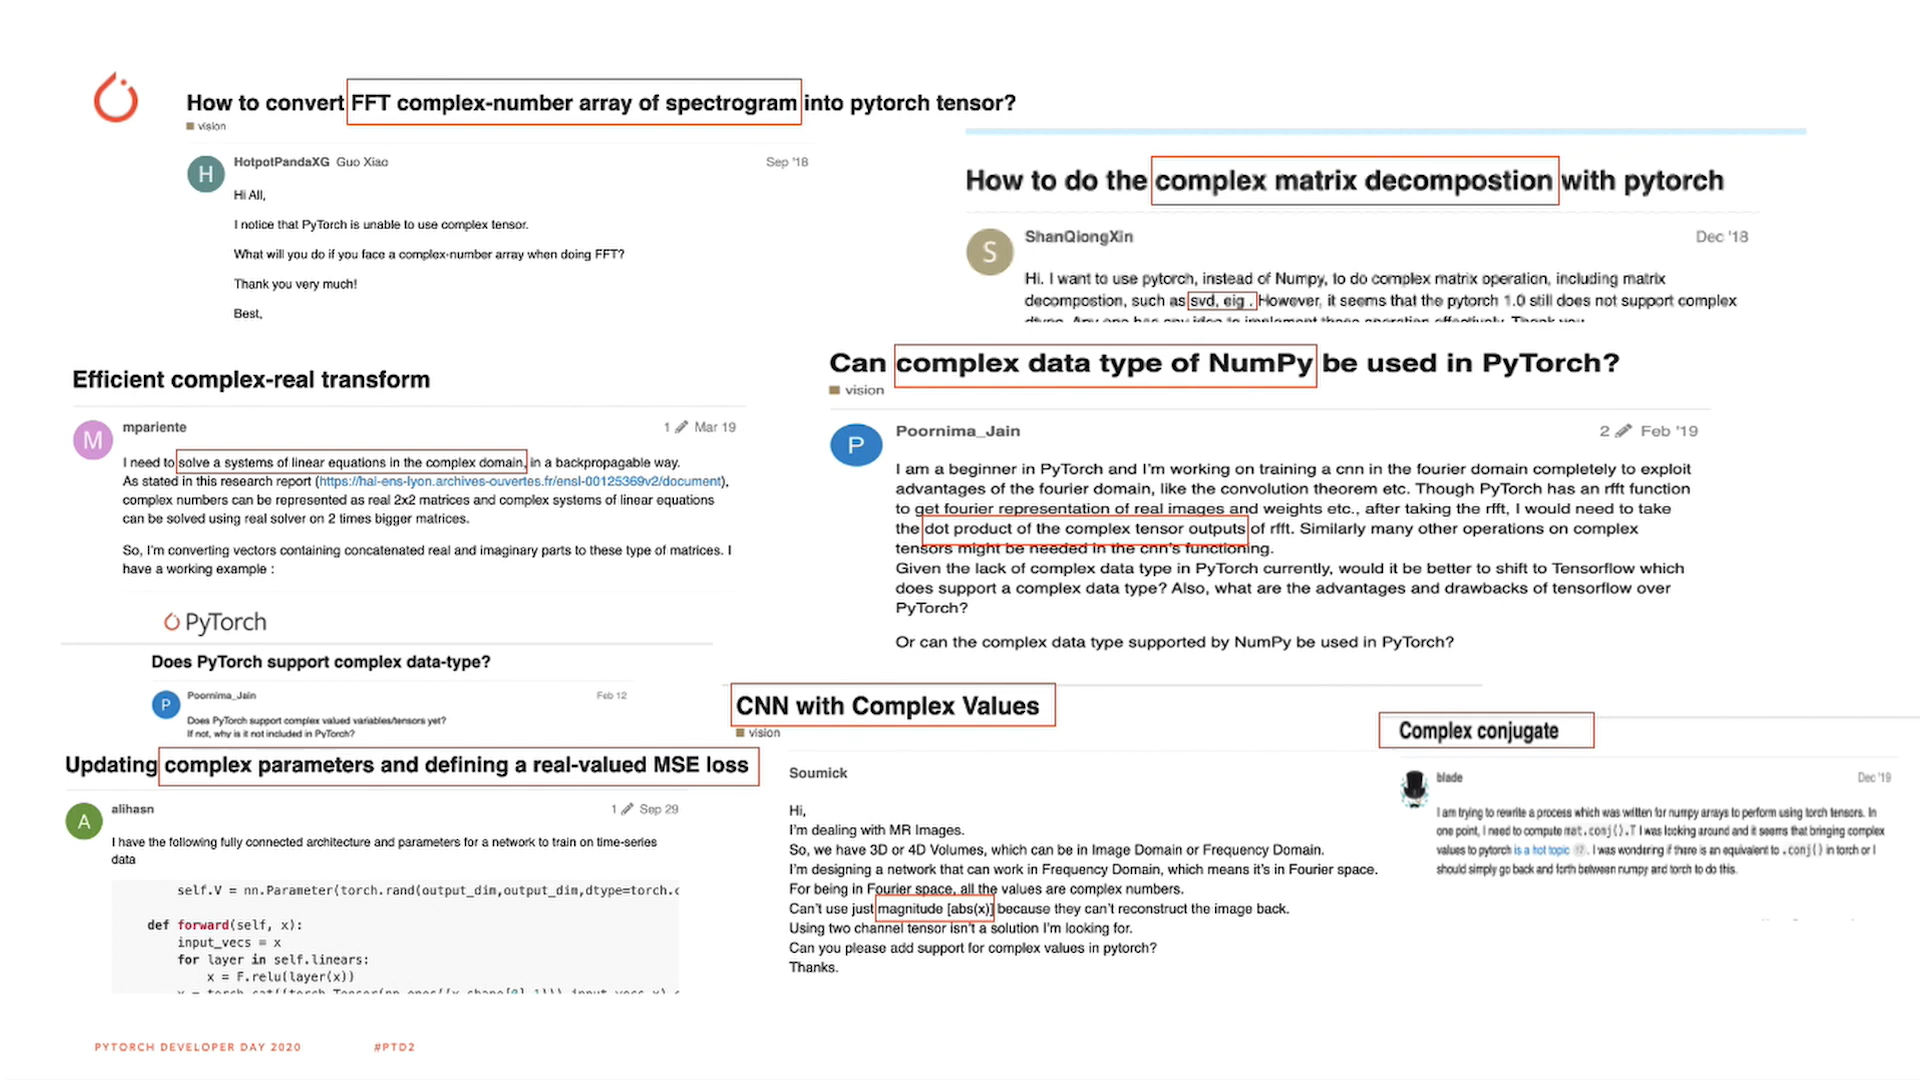 How to convert FFT complex-number array of spectrogram into pytorch tensor?
vision
H
HotpotPandaXG Guo Xiao
Sep '18
Hi All,
I notice that PyTorch is unable to use complex tensor.
What will you do if you face a complex-number array when doing FFT?
Thank you very much!
Best,
How to do the complex matrix decompostion with pytorch
S
ShanQiongXin
Dec '18
Hi. I want to use pytorch, instead of Numpy, to do complex matrix operation, including matrix
decompostion, such as svd, eig . However, it seems that the pytorch 1.0 still does not support complex
dtype. Any one has any idea to implement these operation effectively. Thank you
Efficient complex-real transform
M
mpariente
1 Mar 19
I need to solve a systems of linear equations in the complex domain, in a backpropagable way.
As stated in this research report (https://hal-ens-lyon.archives-ouvertes.fr/ensl-00125369v2/document),
complex numbers can be represented as real 2x2 matrices and complex systems of linear equations
can be solved using real solver on 2 times bigger matrices.
So, I'm converting vectors containing concatenated real and imaginary parts to these type of matrices. I
have a working example :
Can complex data type of NumPy be used in PyTorch?
vision
P
Poornima_Jain
2 Feb '19
I am a beginner in PyTorch and I'm working on training a cnn in the fourier domain completely to exploit
advantages of the fourier domain, like the convolution theorem etc. Though PyTorch has an rfft function
to get fourier representation of real images and weights etc., after taking the rfft, I would need to take
the dot product of the complex tensor outputs of rfft. Similarly many other operations on complex
tensors might be needed in the cnn's functioning.
Given the lack of complex data type in PyTorch currently, would it be better to shift to Tensorflow which
does support a complex data type? Also, what are the advantages and drawbacks of tensorflow over
PyTorch?
Or can the complex data type supported by NumPy be used in PyTorch?
PyTorch
Does PyTorch support complex data-type?
P
Poornima_Jain
Feb 12
Does PyTorch support complex valued variables/tensors yet?
If not, why is it not included in PyTorch?
Updating complex parameters and defining a real-valued MSE loss
A
alihasn
1 Sep 29
I have the following fully connected architecture and parameters for a network to train on time-series
data
self.V = nn.Parameter(torch.rand(output_dim,output_dim,dtype=torch.c
def forward(self, x):
input_vecs = x
for layer in self.linears:
x = F.relu(layer(x))
x = torch.cat((torch.Tensor(np.ones((x.shape[0],1))),input_vecs,x)
CNN with Complex Values
vision
Soumick
Hi,
I'm dealing with MR Images.
So, we have 3D or 4D Volumes, which can be in Image Domain or Frequency Domain.
I'm designing a network that can work in Frequency Domain, which means it's in Fourier space.
For being in Fourier space, all the values are complex numbers.
Can't use just magnitude [abs(x)] because they can't reconstruct the image back.
Using two channel tensor isn't a solution I'm looking for.
Can you please add support for complex values in pytorch?
Thanks.
Complex conjugate
blade
Dec '19
I am trying to rewrite a process which was written for numpy arrays to perform using torch tensors. In
one point, I need to compute mat.conj().T I was looking around and it seems that bringing complex
values to pytorch is a hot topic . I was wondering if there is an equivalent to .conj() in torch or I
should simply go back and forth between numpy and torch to do this.
PYTORCH DEVELOPER DAY 2020
#PTD2